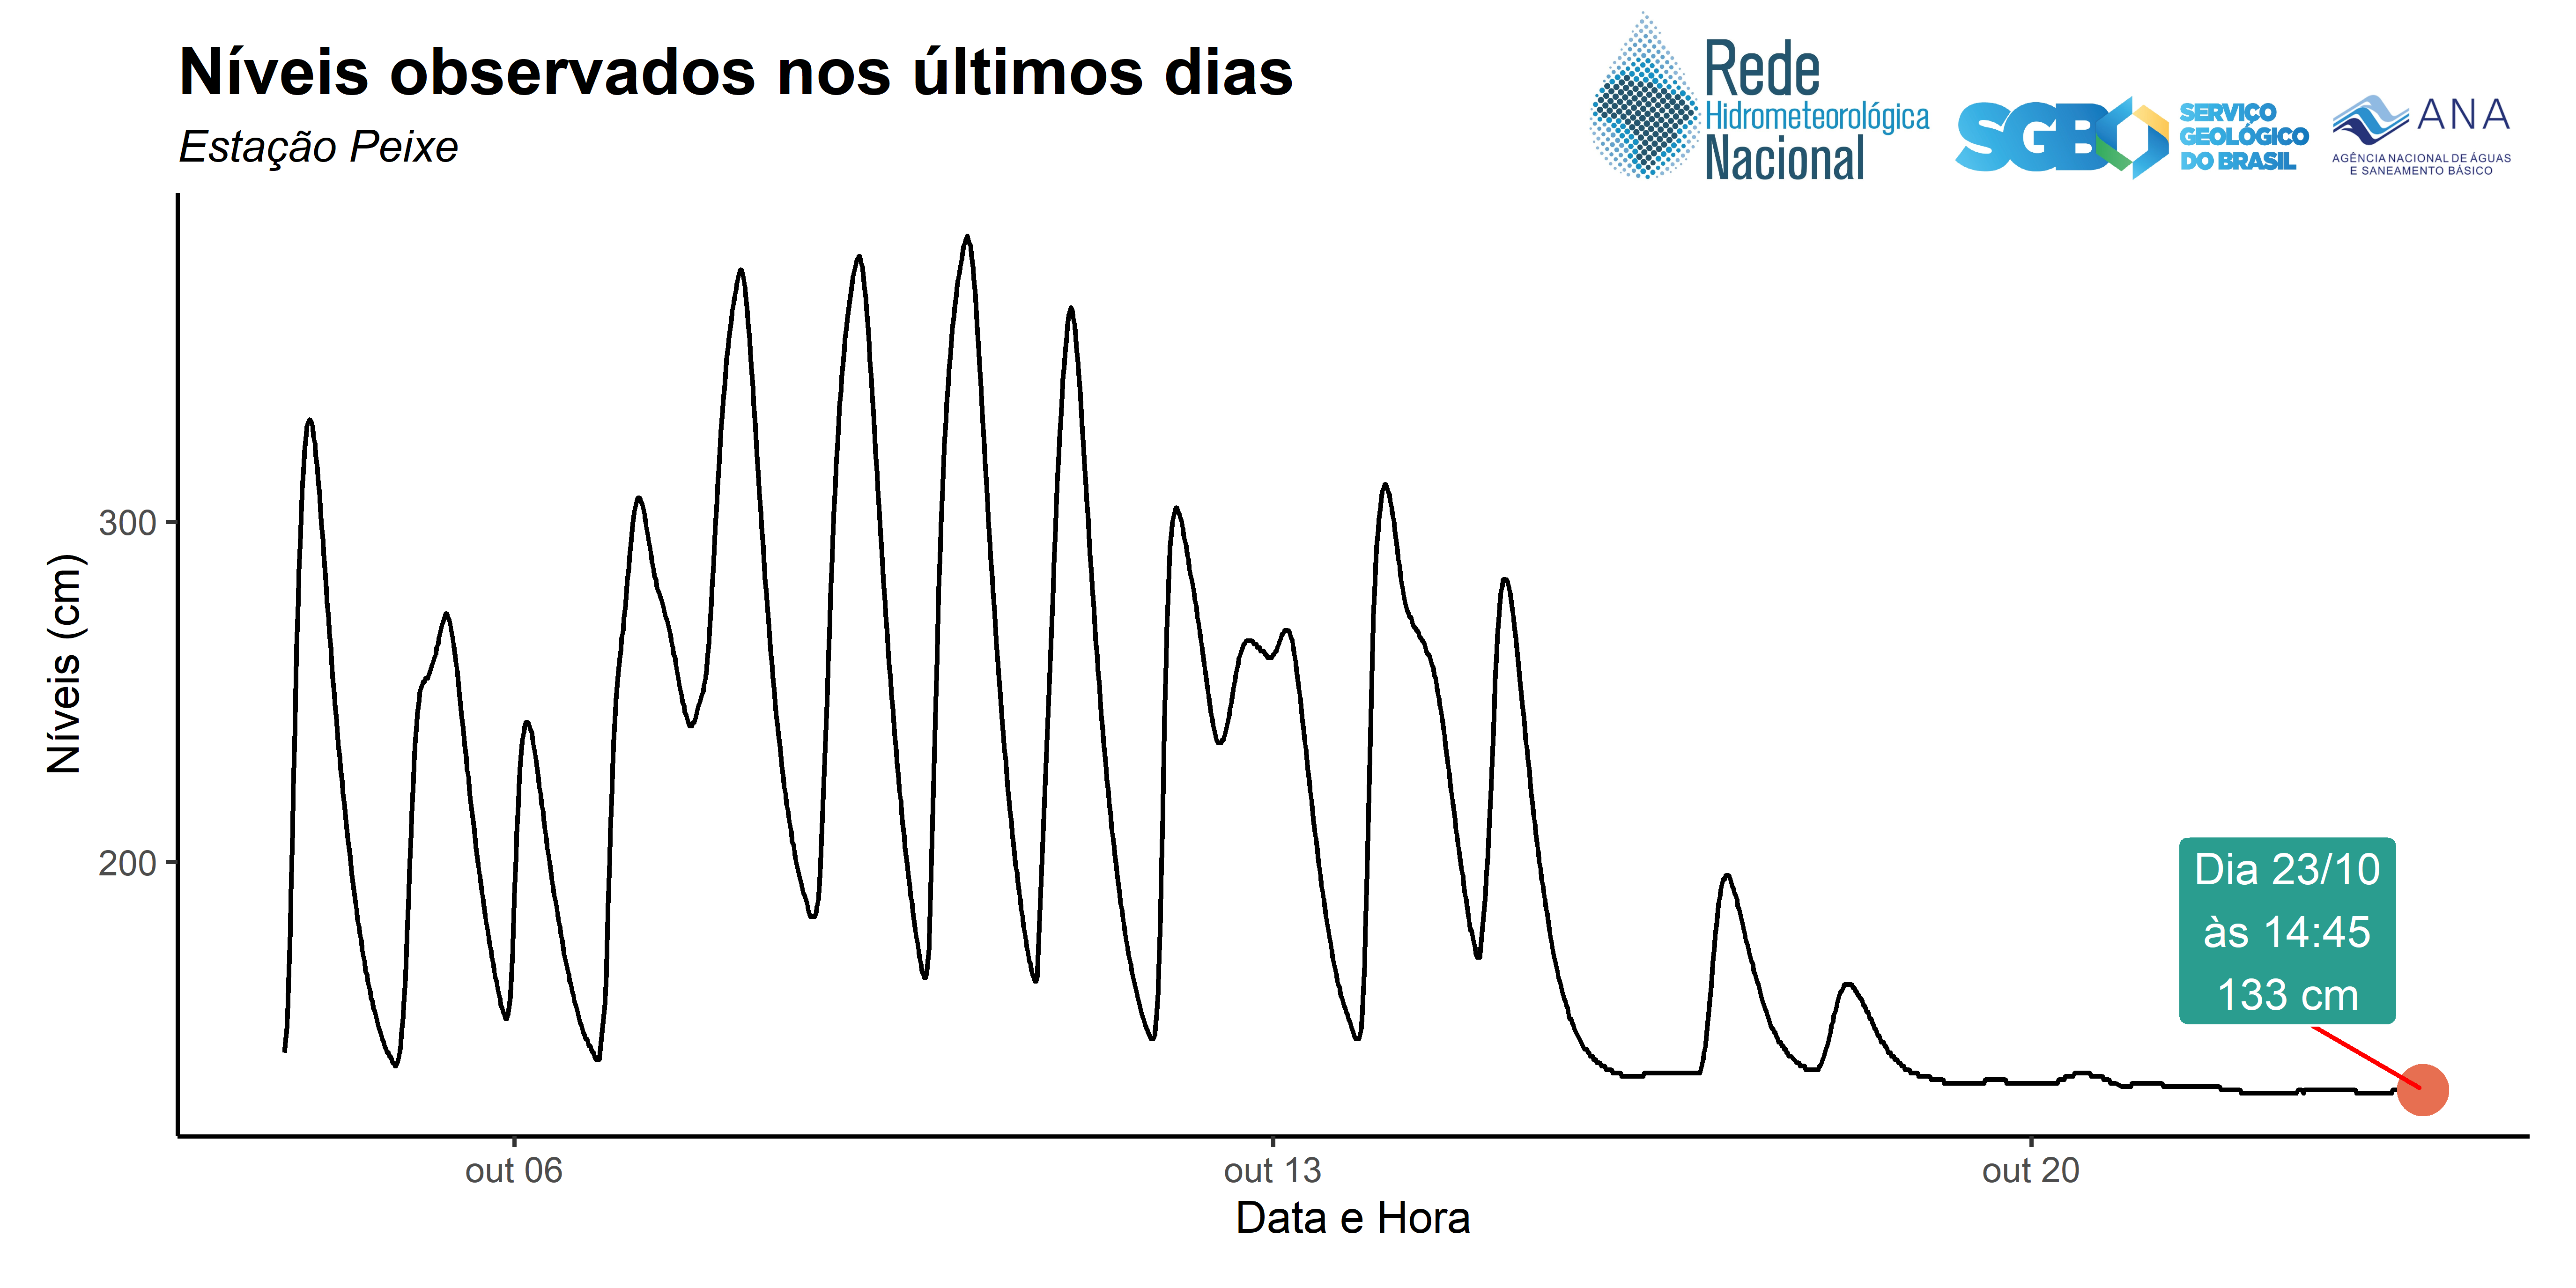 Níveis observados nos últimos dias
Estação Peixe
Rede
Hidrometeorológica
Nacional
SGB
SERVIÇO
GEOLÓGICO
DO BRASIL
ANA
AGÊNCIA NACIONAL DE ÁGUAS
E SANEAMENTO BÁSICO
Níveis (cm)
300
200
Dia 23/10
às 14:45
133 cm
out 06
out 13
out 20
Data e Hora